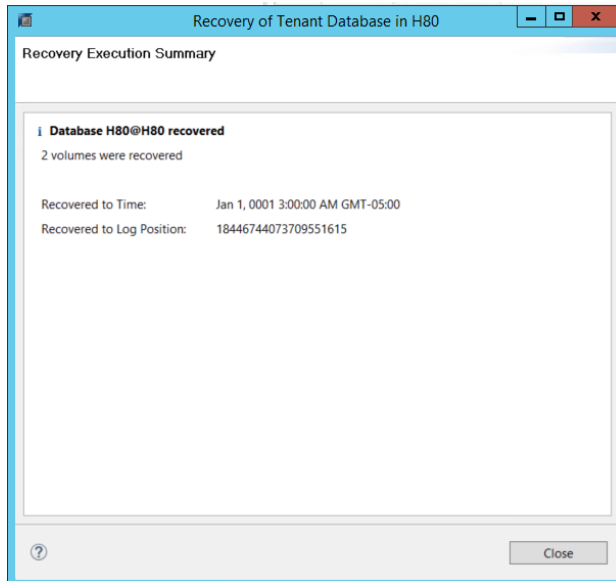 Recovery of Tenant Database in H80
Recovery Execution Summary
i Database H80@H80 recovered
2 volumes were recovered
Recovered to Time: Jan 1, 0001 3:00:00 AM GMT-05:00
Recovered to Log Position: 18446744073709551615
? Close